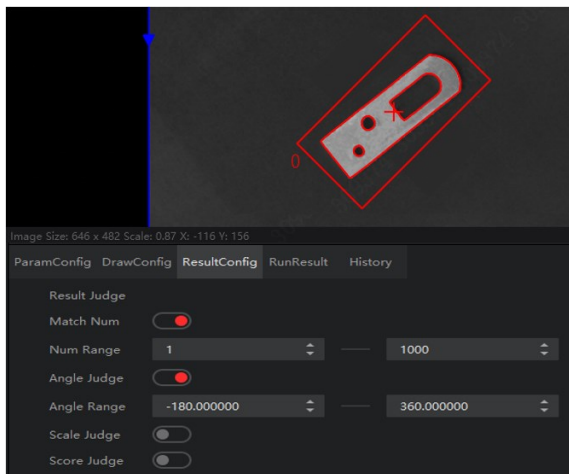 0
Image Size: 646 x 482 Scale: 0.87 X: -116 Y: 156
ParamConfig DrawConfig ResultConfig RunResult History
Result Judge
Match Num
Num Range 1 1000
Angle Judge
Angle Range -180.000000 360.000000
Scale Judge
Score Judge